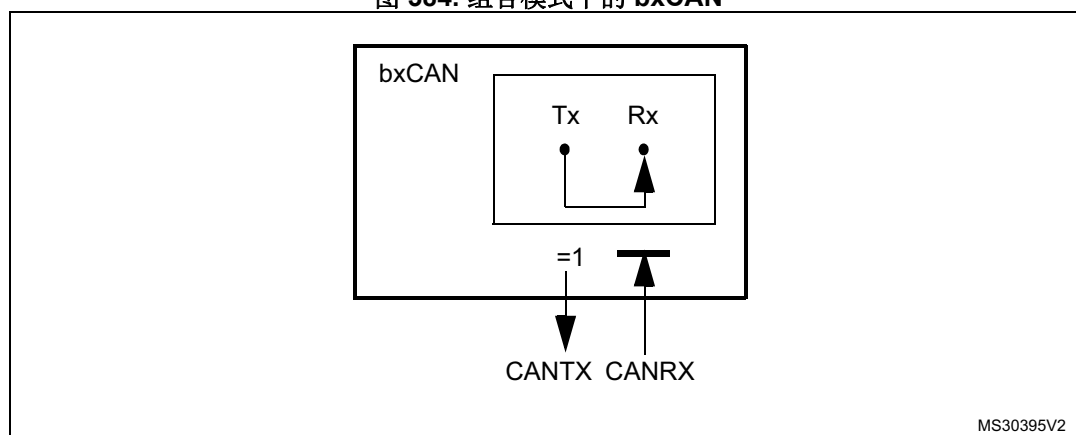 图 384. 组合模式下的 bxCAN
bxCAN
Tx Rx
=1
CANTX CANRX
MS30395V2